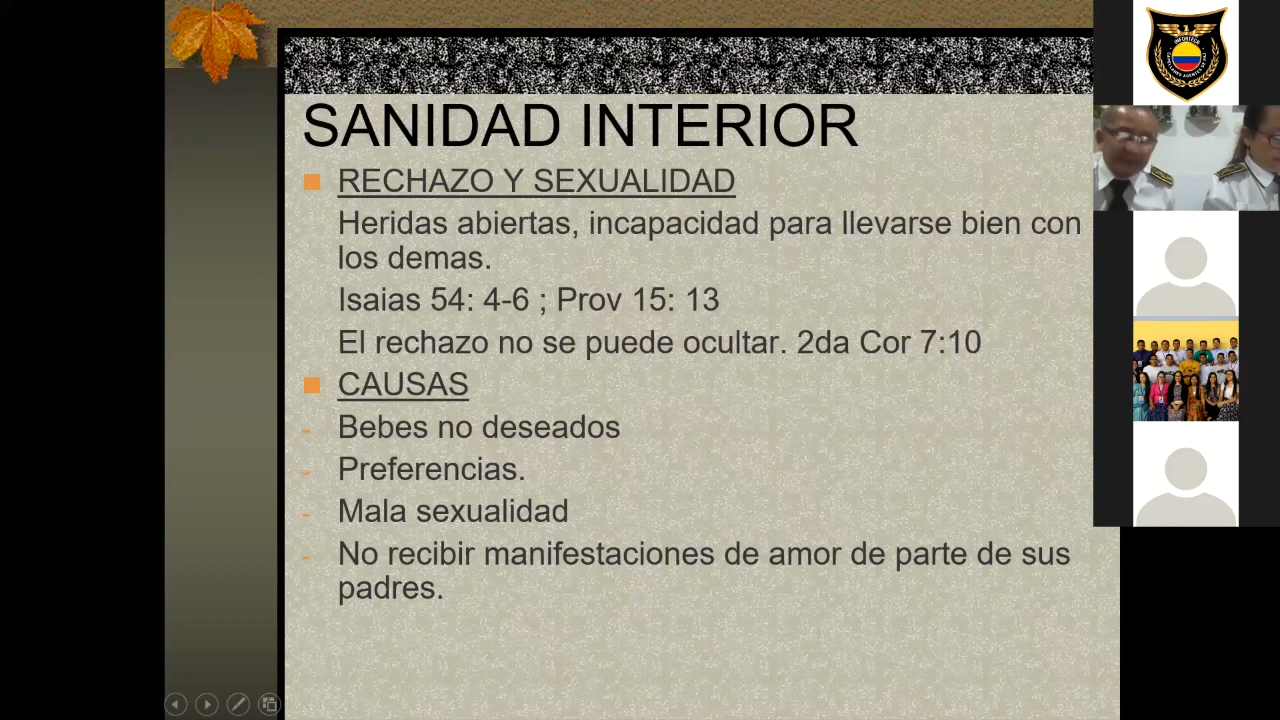 SANIDAD INTERIOR
RECHAZO Y SEXUALIDAD
Heridas abiertas, incapacidad para llevarse bien con
los demas.
Isaias 54: 4-6 ; Prov 15: 13
El rechazo no se puede ocultar. 2da Cor 7:10
CAUSAS
- Bebes no deseados
- Preferencias.
- Mala sexualidad
- No recibir manifestaciones de amor de parte de sus
padres.